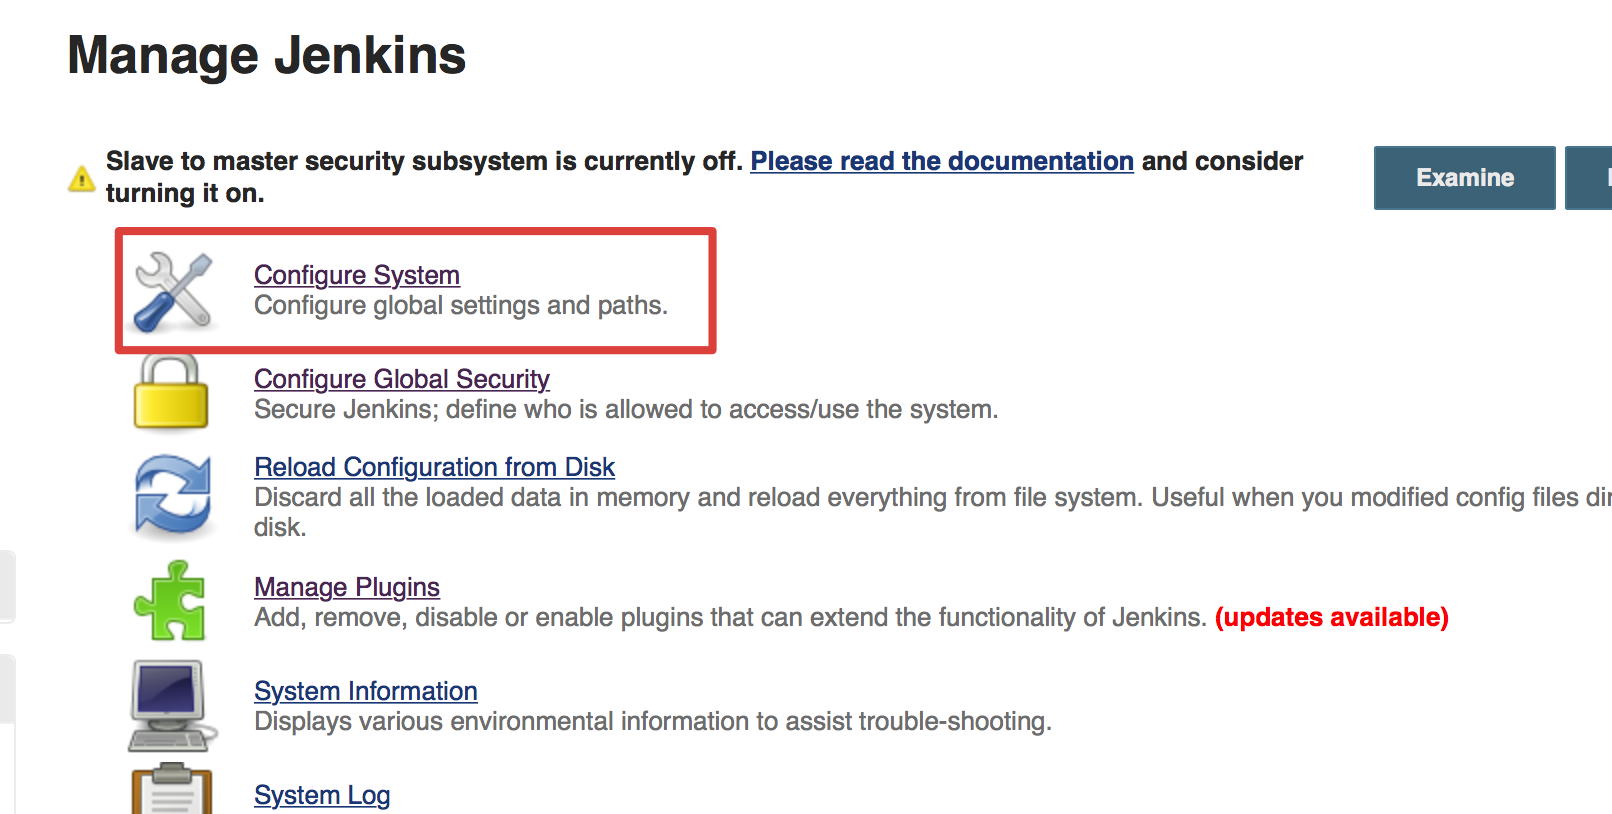 Manage Jenkins
Slave to master security subsystem is currently off. Please read the documentation and consider
turning it on.
Examine
Configure System
Configure global settings and paths.
Configure Global Security
Secure Jenkins; define who is allowed to access/use the system.
Reload Configuration from Disk
Discard all the loaded data in memory and reload everything from file system. Useful when you modified config files
disk.
Manage Plugins
Add, remove, disable or enable plugins that can extend the functionality of Jenkins. (updates available)
System Information
Displays various environmental information to assist trouble-shooting.
System Log